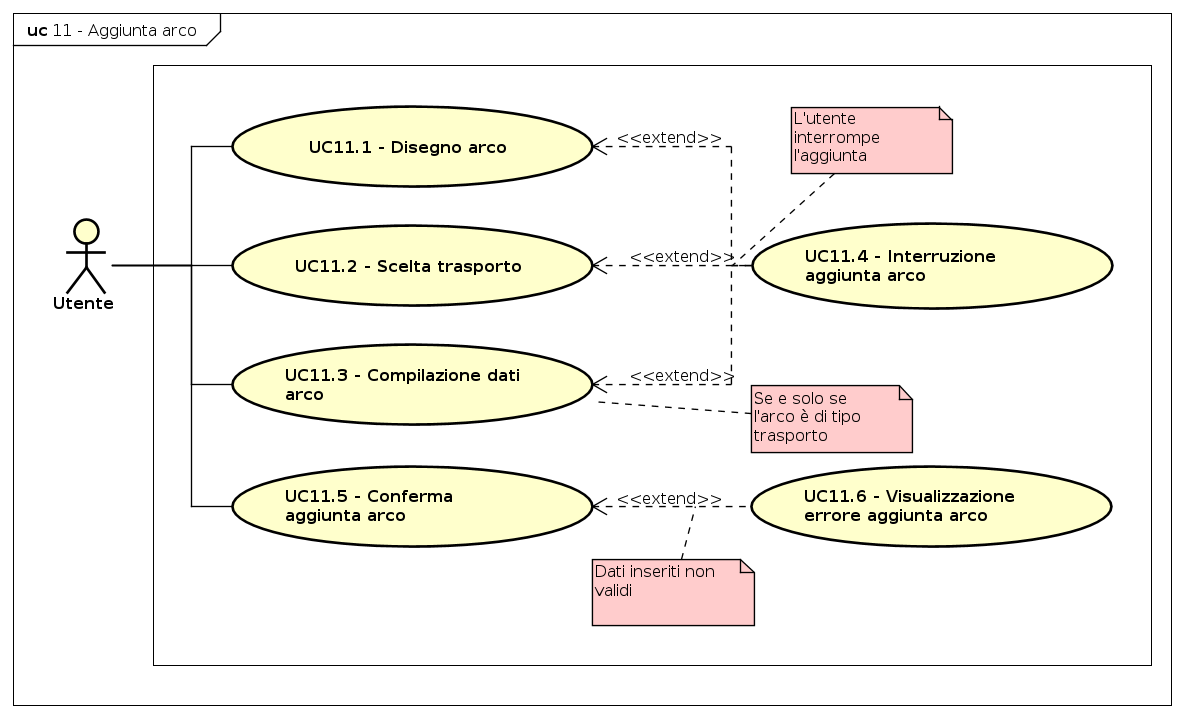 uc 11 - Aggiunta arco
L'utente
interrompe
l'aggiunta
<<extend>>
UC11.1 - Disegno arco
<<extend>>
UC11.2 - Scelta trasporto
UC11.4 - Interruzione
aggiunta arco
Utente
<<extend>>
UC11.3 - Compilazione dati
arco
Se e solo se
l'arco è di tipo
trasporto
<<extend>>
UC11.5 - Conferma
aggiunta arco
UC11.6 - Visualizzazione
errore aggiunta arco
Dati inseriti non
validi